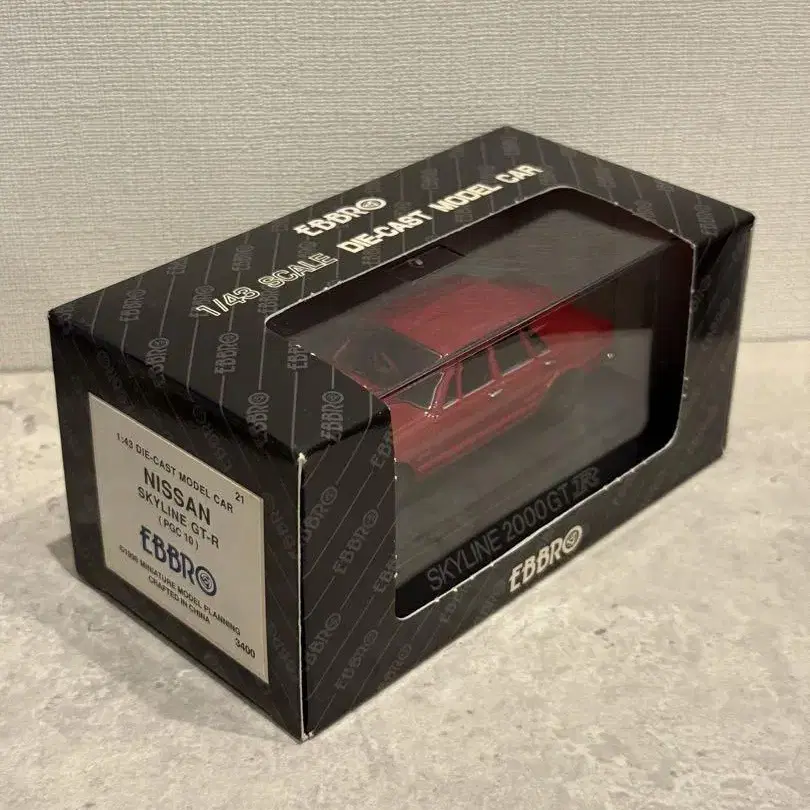 EBBRO
1/43 SCALE DIE-CAST MODEL CAR
1:43 DIE-CAST MODEL CAR
21
NISSAN
SKYLINE GT-R
(PGC 10)
EBBRO
©1998 MINIATURE MODEL PLANNING
CRAFTED IN CHINA
3400
SKYLINE 2000GT R
EBBRO